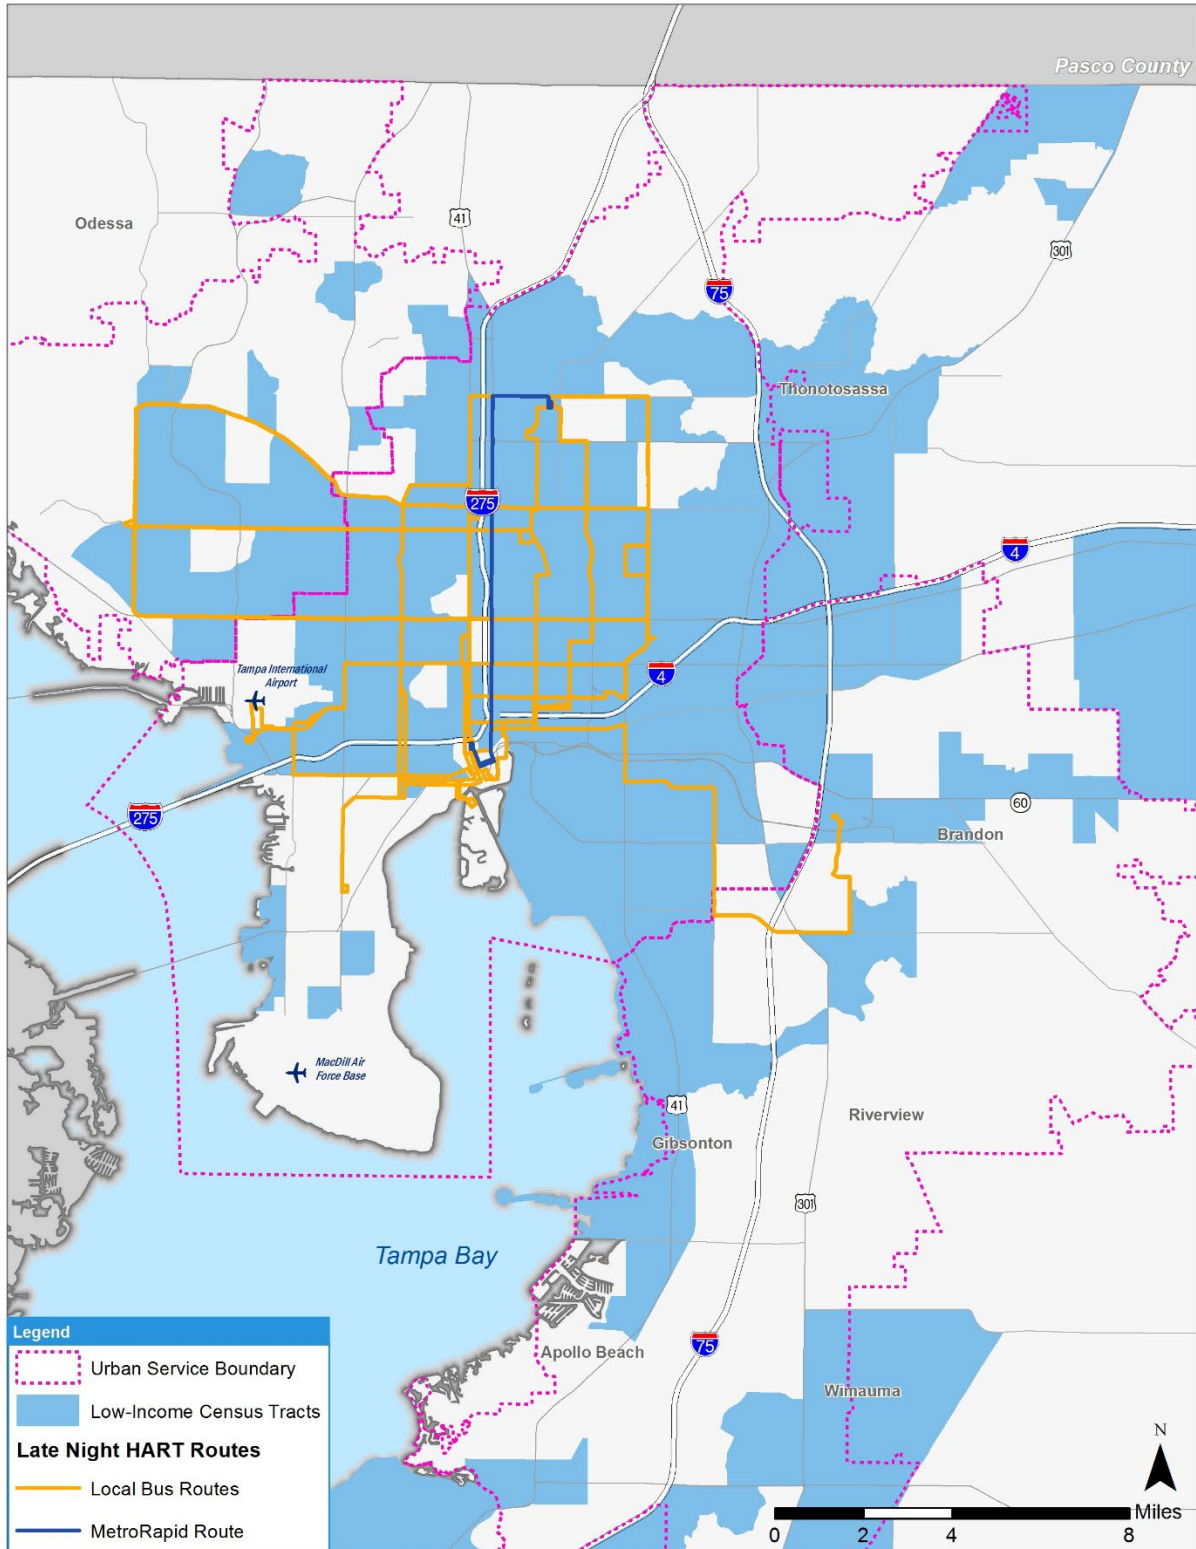 Pasco County
Odessa
41
301
75
Thonotosassa
275
4
Tampa International
Airport
4
275
60
Brandon
MacDill Air
Force Base
41
Riverview
Gibsonton
301
Tampa Bay
75
Apollo Beach
Wimauma
Legend
Urban Service Boundary
Low-Income Census Tracts
Late Night HART Routes
Local Bus Routes
MetroRapid Route
N
Miles
0 2 4 8